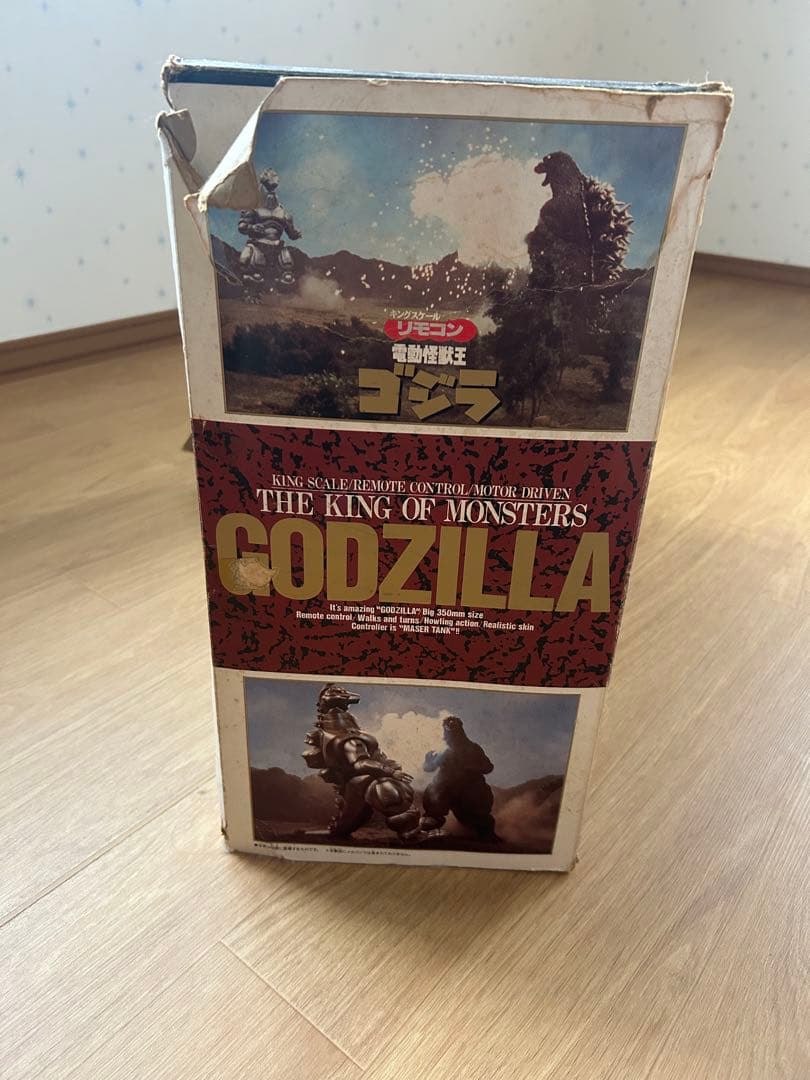 キングスケール
リモコン
電動怪獣王
ゴジラ
KING SCALE/REMOTE CONTROL/MOTOR DRIVEN
THE KING OF MONSTERS
GODZILLA
It's amazing "GODZILLA". Big 350mm size
Remote control/Walks and turns/Howling action/Realistic skin
Controller is "MASER TANK"!!